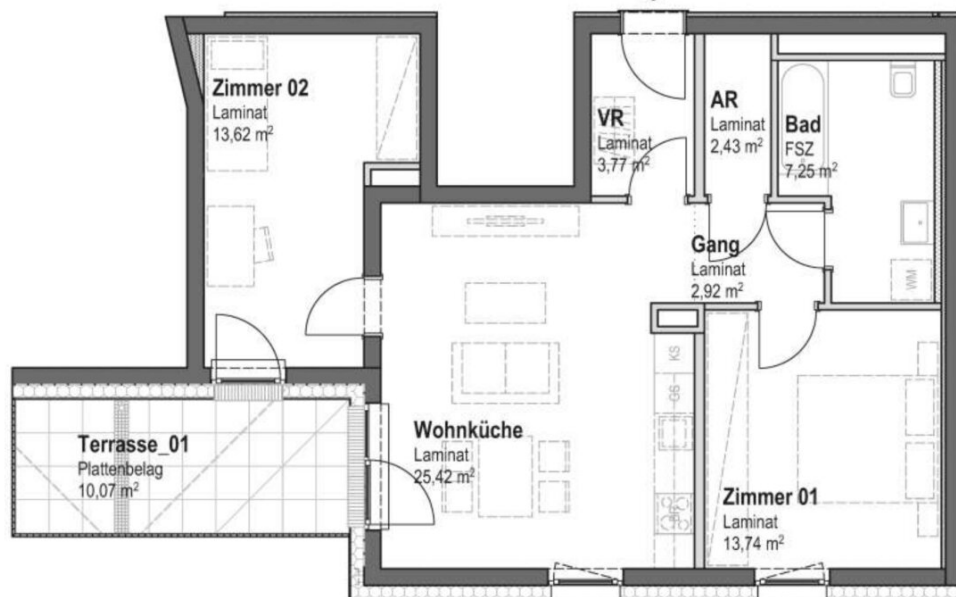 Zimmer 02
Laminat
13,62 m²
VR
Laminat
3,77 m²
AR
Laminat
2,43 m²
Bad
FSZ
7,25 m²
Gang
Laminat
2,92 m²
WM
KS
GS
Wohnküche
Laminat
25,42 m²
Terrasse_01
Plattenbelag
10,07 m²
Zimmer 01
Laminat
13,74 m²